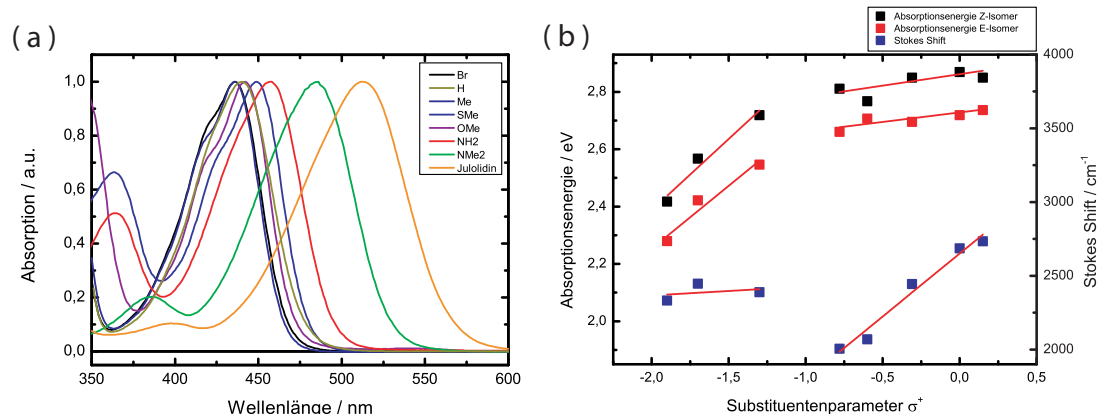 (a)
Absorption / a.u.
1,0
0,8
0,6
0,4
0,2
0,0
350
400
450
500
550
600
Wellenlänge / nm
Br
H
Me
SMe
OMe
NH2
NMe2
Julolidin
(b)
Absorptionsenergie Z-Isomer
Absorptionsenergie E-Isomer
Stokes Shift
Absorptionsenergie / eV
2,8
2,6
2,4
2,2
2,0
-2,0
-1,5
-1,0
-0,5
0,0
0,5
Substituentenparameter σ⁺
4000
3500
3000
2500
2000
Stokes Shift / cm⁻¹